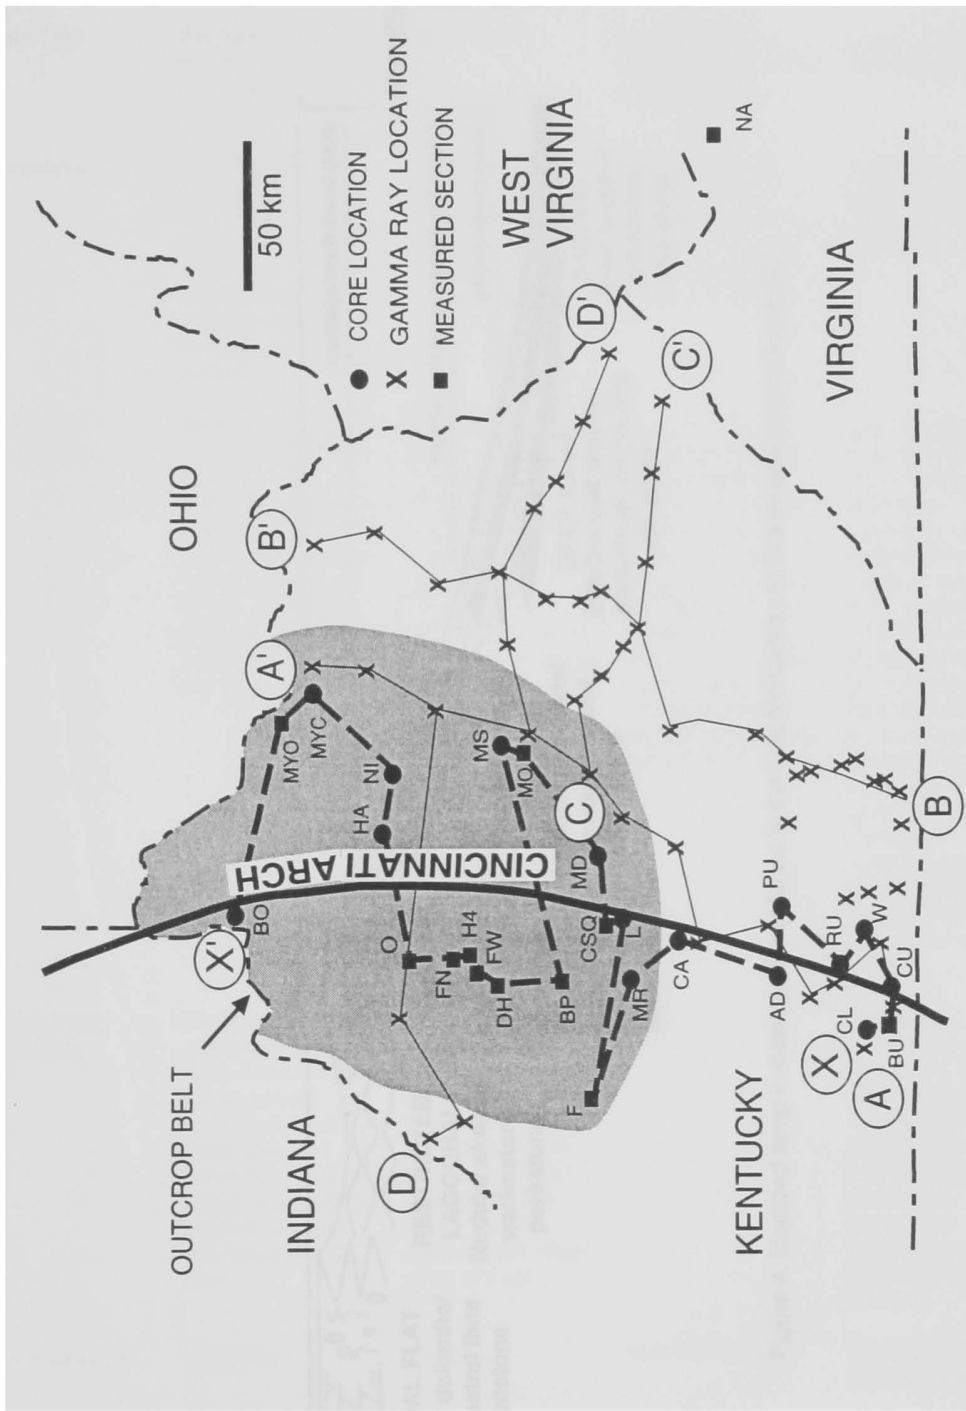 OUTCROP BELT
INDIANA
OHIO
50 km
CORE LOCATION
X GAMMA RAY LOCATION
MEASURED SECTION
WEST
VIRGINIA
VIRGINIA
KENTUCKY
CINCINNATI ARCH
X'
A'
B'
D'
C'
D
C
X
A
B
BO
MYO
MYC
NI
HA
O
FN
H4
FW
DH
BP
MS
MO
MD
CSQ
L
MR
F
CA
AD
PU
RU
W
CL
CU
BU
NA